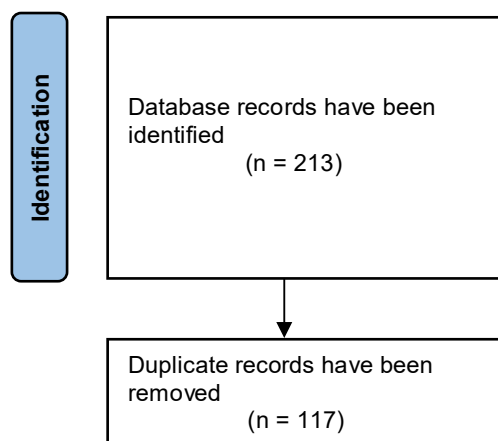 Identification
Database records have been
identified
(n = 213)
Duplicate records have been
removed
(n = 117)